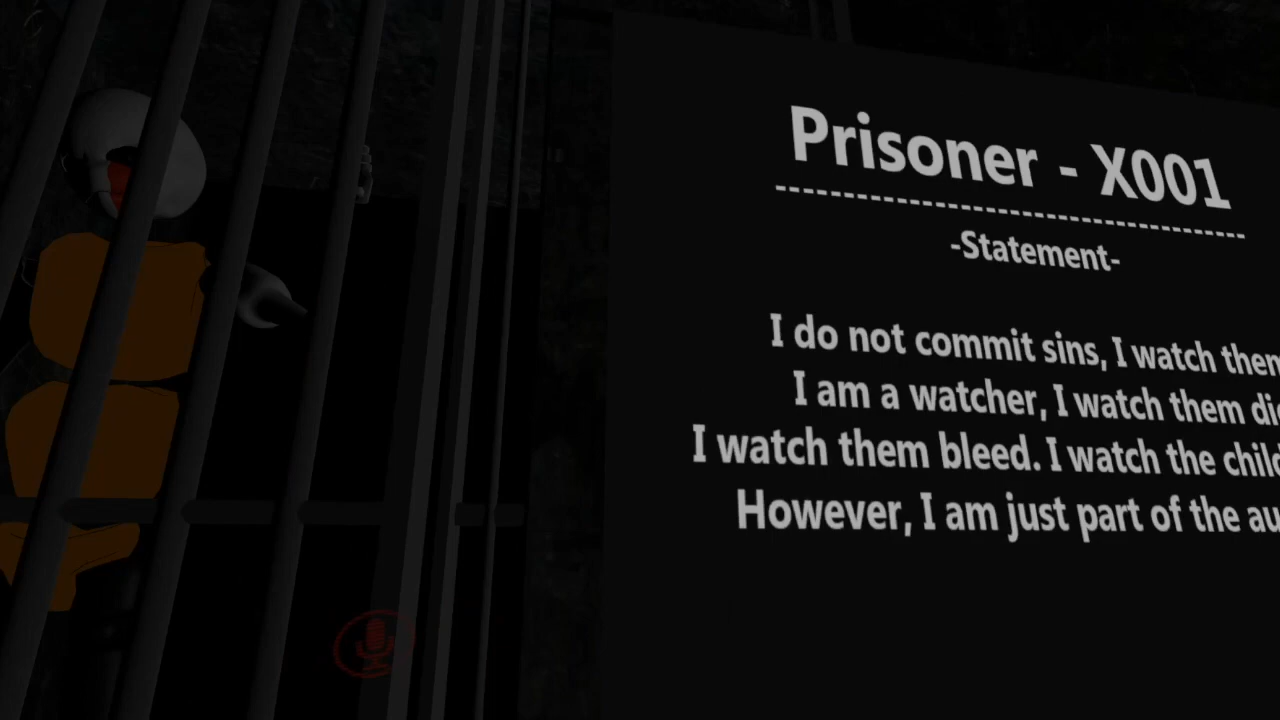 Prisoner - X001
-Statement-
I do not commit sins, I watch
I am a watcher, I watch them
I watch them bleed. I watch the
However, I am just part of the